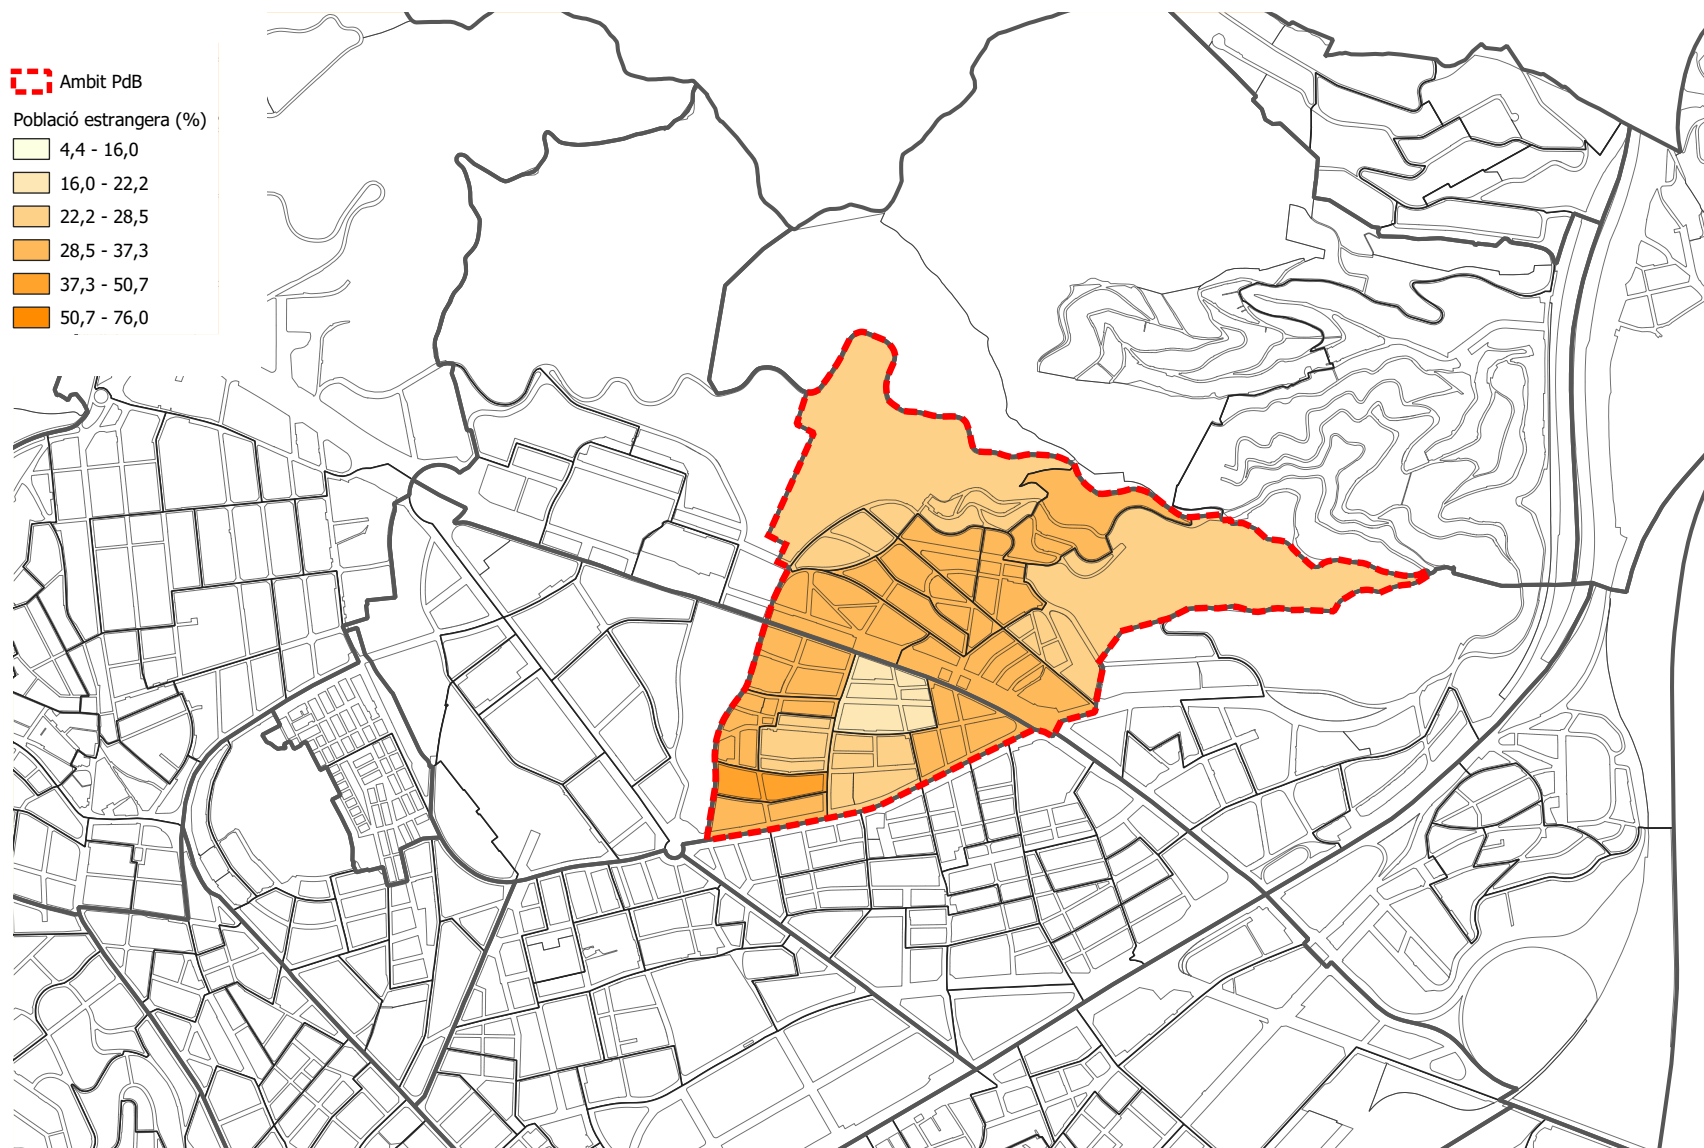 Ambit PdB
Població estrangera (%)
4,4 - 16,0
16,0 - 22,2
22,2 - 28,5
28,5 - 37,3
37,3 - 50,7
50,7 - 76,0